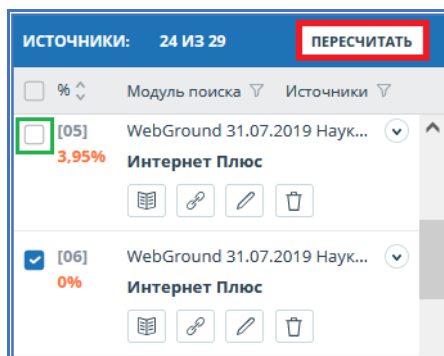 ИСТОЧНИКИ: 24 ИЗ 29 ПЕРЕСЧИТАТЬ
% Модуль поиска Источники
[05] WebGround 31.07.2019 Наук...
3,95% Интернет Плюс
[06] WebGround 31.07.2019 Наук...
0% Интернет Плюс